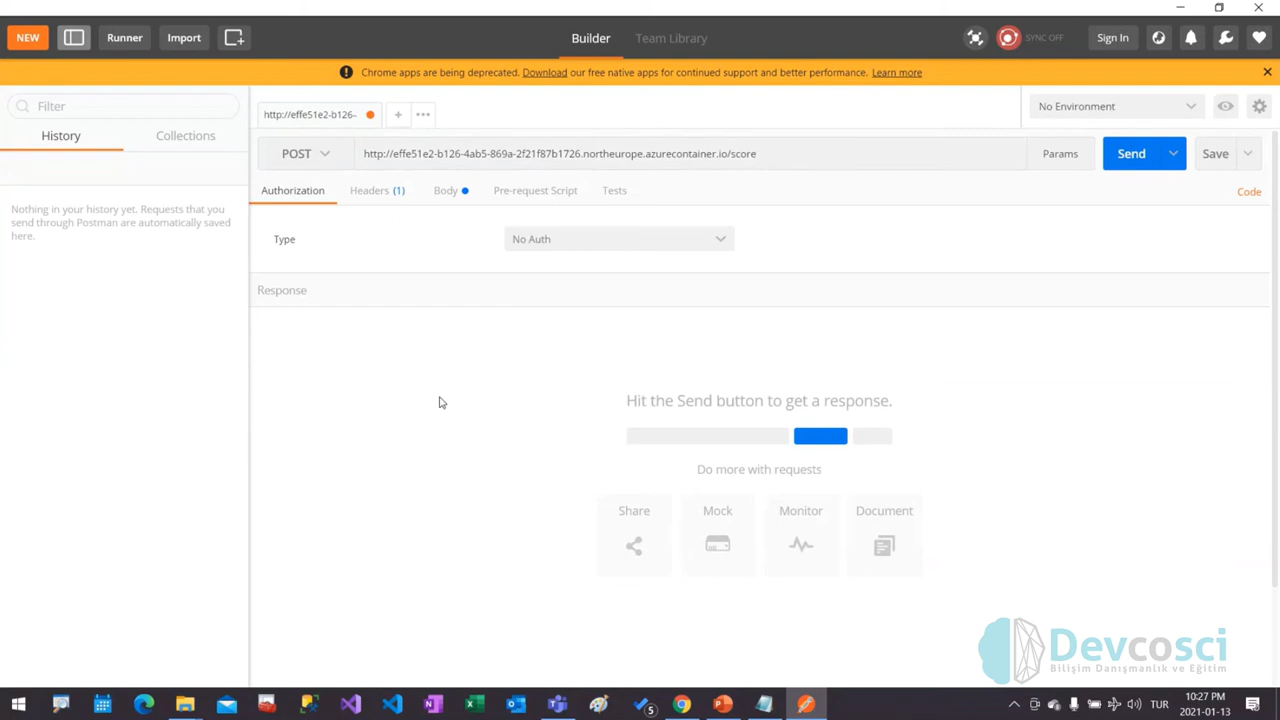 NEW
Runner
Import
Builder
Team Library
SYNC OFF
Sign In
Chrome apps are being deprecated. Download our free native apps for continued support and better performance. Learn more
Filter
History
Collections
Nothing in your history yet. Requests that
you send through Postman are automatically saved
here.
http://effe51e2-b126-
No Environment
POST
http://effe51e2-b126-4ab5-869a-2f21f87b1726.northeurope.azurecontainer.io/score
Params
Send
Save
Authorization
Headers (1)
Body
Pre-request Script
Tests
Code
Type
No Auth
Response
Hit the Send button to get a response.
Do more with requests
Share
Mock
Monitor
Document
Devcosci
Bilişim Danışmanlık ve Eğitim
5
TUR
10:27 PM
2021-01-13